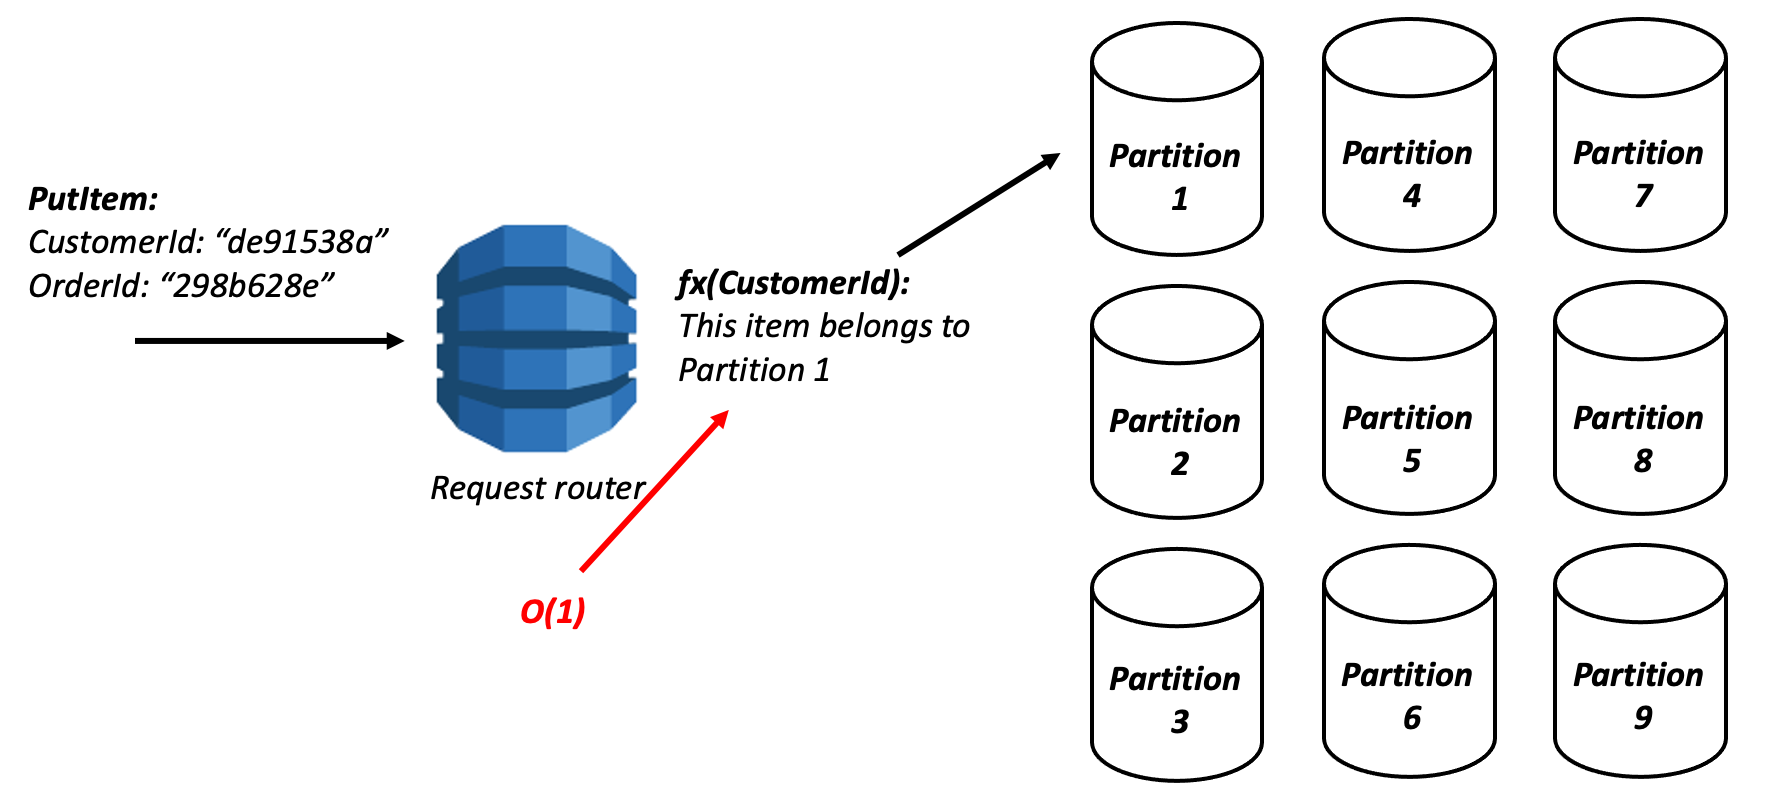 PutItem:
CustomerId: “de91538a”
OrderId: “298b628e”
Request router
O(1)
fx(CustomerId):
This item belongs to
Partition 1
Partition
1
Partition
4
Partition
7
Partition
2
Partition
5
Partition
8
Partition
3
Partition
6
Partition
9